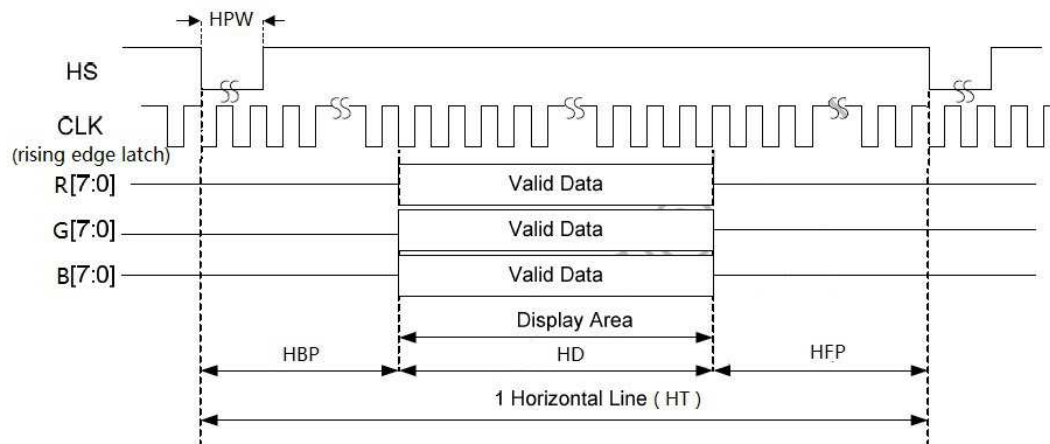 HPW
HS
CLK
(rising edge latch)
R[7:0]
Valid Data
G[7:0]
Valid Data
B[7:0]
Valid Data
Display Area
HBP
HD
HFP
1 Horizontal Line ( HT )